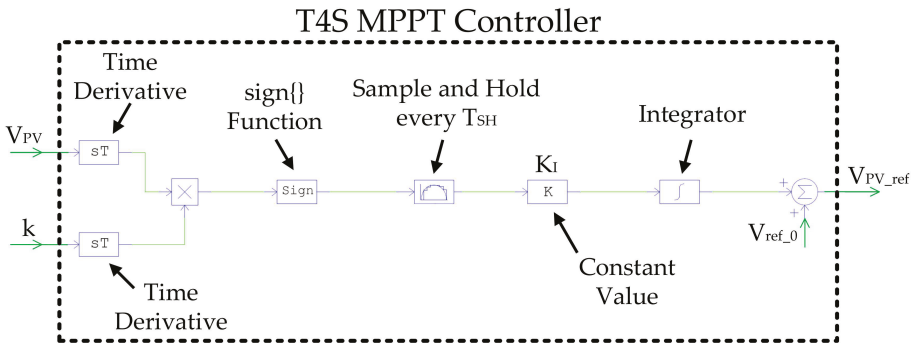 T4S MPPT Controller
Time
Derivative
sign{}
Function
Sample and Hold
every TSH
Integrator
VPV
sT
Sign
KI
K
∫
Σ
+
+
VPV_ref
k
sT
Vref_0
Time
Derivative
Constant
Value